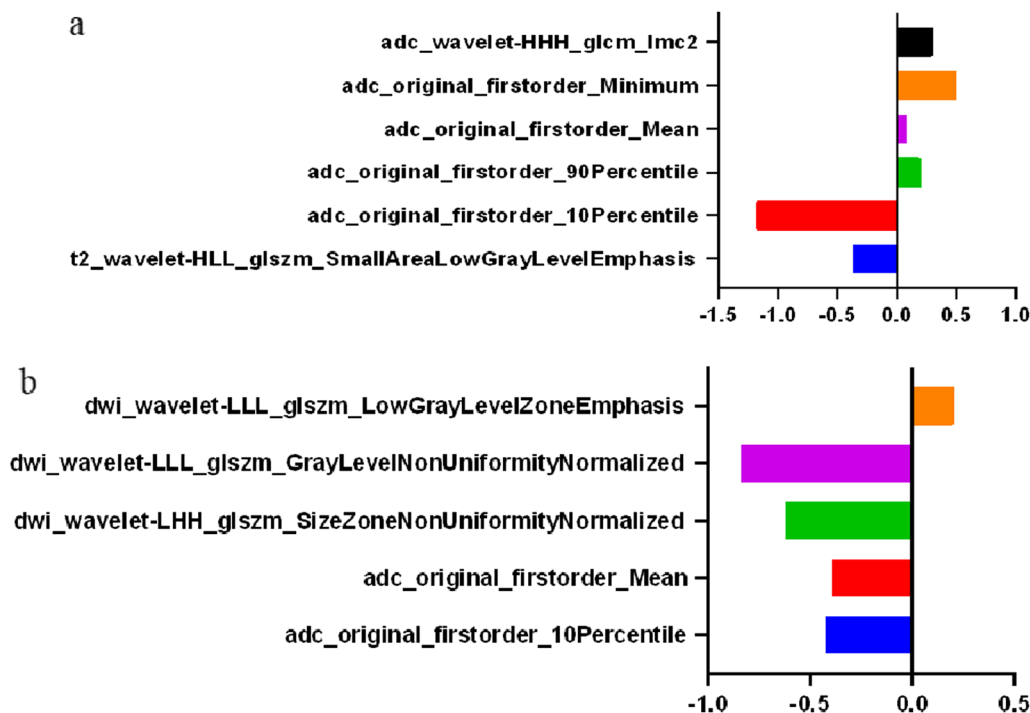 a
adc_wavelet-HHH_glcm_Imc2
adc_original_firstorder_Minimum
adc_original_firstorder_Mean
adc_original_firstorder_90Percentile
adc_original_firstorder_10Percentile
t2_wavelet-HLL_glszm_SmallAreaLowGrayLevelEmphasis
-1.5 -1.0 -0.5 0.0 0.5 1.0
b
dwi_wavelet-LLL_glszm_LowGrayLevelZoneEmphasis
dwi_wavelet-LLL_glszm_GrayLevelNonUniformityNormalized
dwi_wavelet-LHH_glszm_SizeZoneNonUniformityNormalized
adc_original_firstorder_Mean
adc_original_firstorder_10Percentile
-1.0 -0.5 0.0 0.5